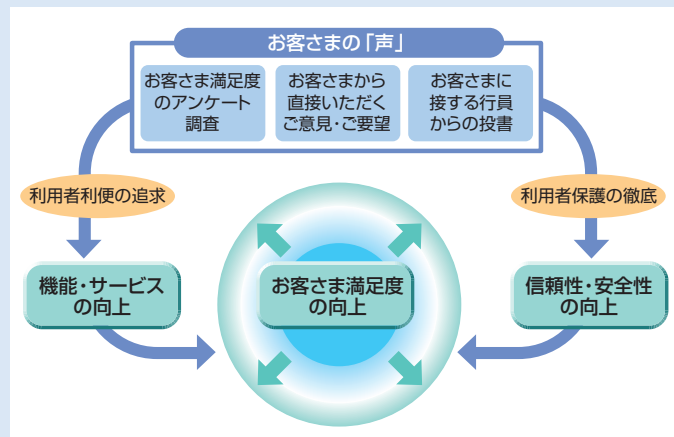 お客さまの「声」
お客さま満足度
のアンケート
調査
お客さまから
直接いただく
ご意見・ご要望
お客さまに
接する行員
からの投書
利用者利便の追求
利用者保護の徹底
機能・サービス
の向上
お客さま満足度
の向上
信頼性・安全性
の向上